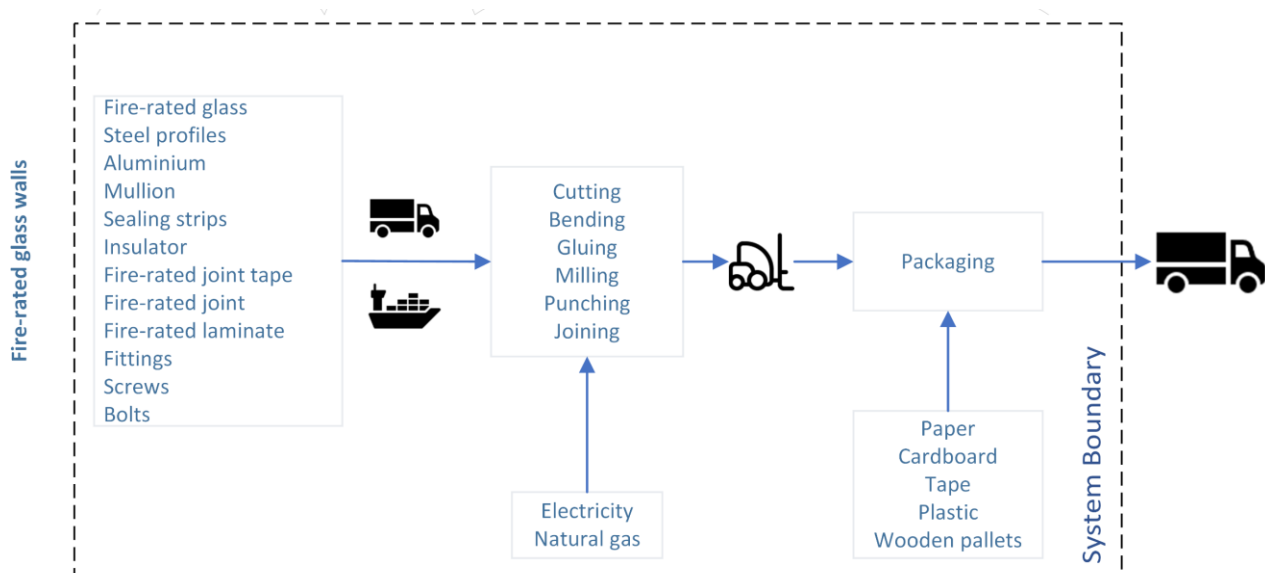 Fire-rated glass walls
Fire-rated glass
Steel profiles
Aluminium
Mullion
Sealing strips
Insulator
Fire-rated joint tape
Fire-rated joint
Fire-rated laminate
Fittings
Screws
Bolts
Cutting
Bending
Gluing
Milling
Punching
Joining
Electricity
Natural gas
Packaging
Paper
Cardboard
Tape
Plastic
Wooden pallets
System Boundary